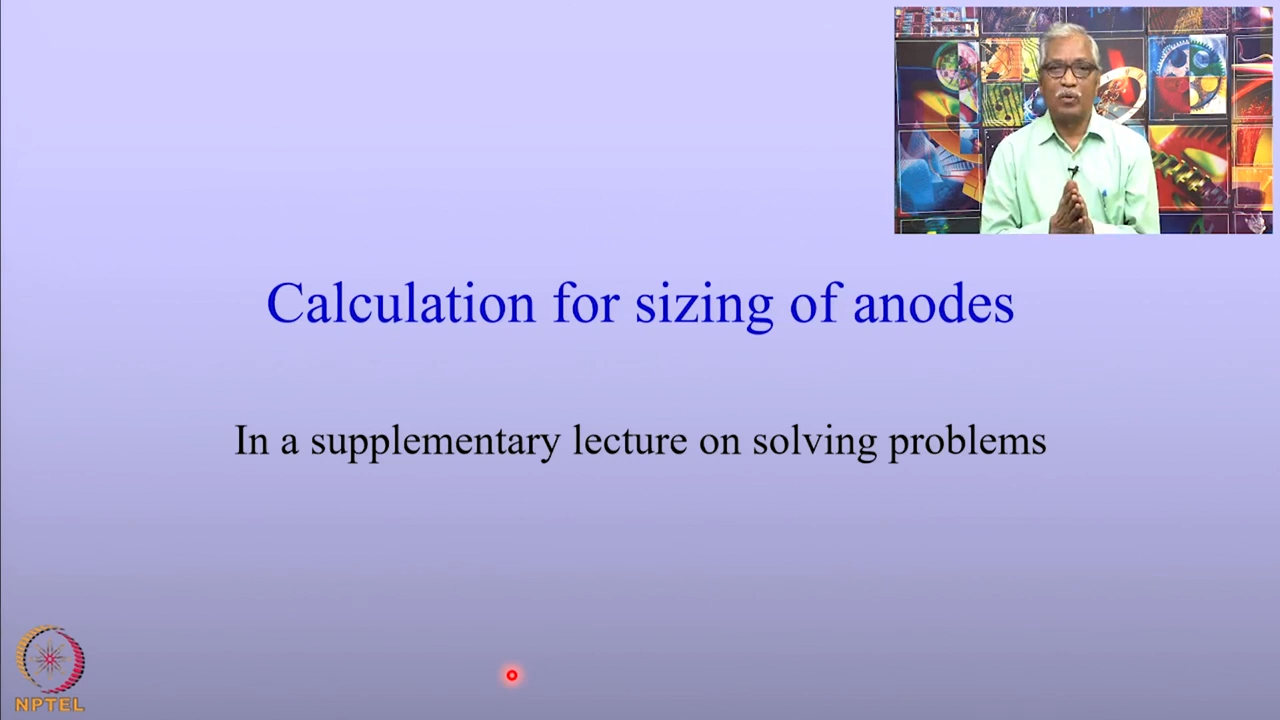 Calculation for sizing of anodes
In a supplementary lecture on solving problems
NPTEL